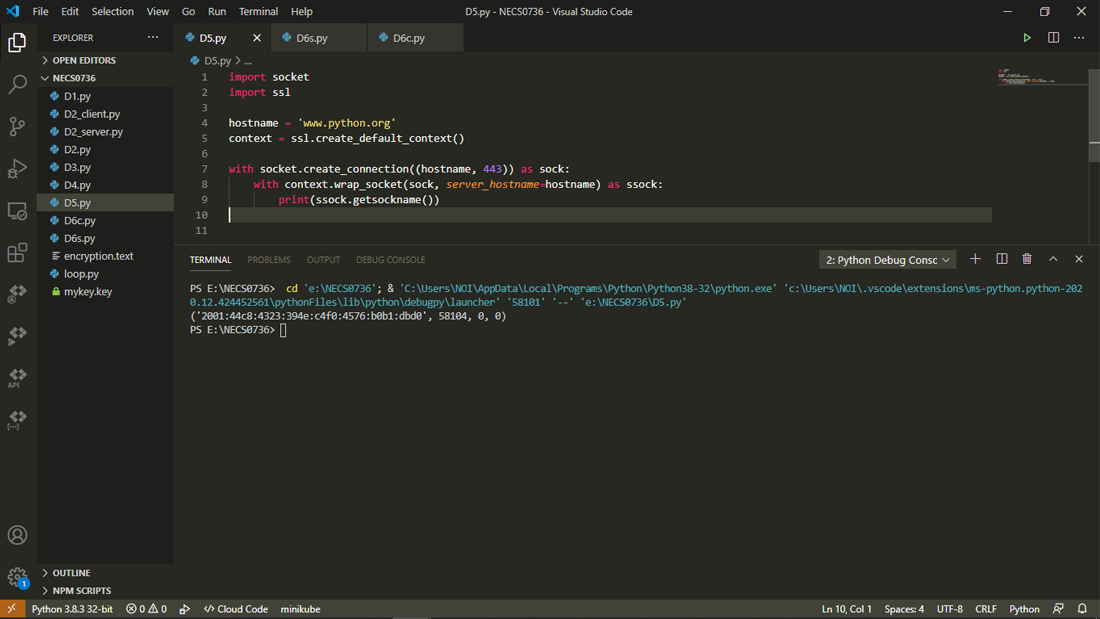 File Edit Selection View Go Run Terminal Help D5.py - NECS0736 - Visual Studio Code
EXPLORER ···
OPEN EDITORS
NECS0736
D1.py
D2_client.py
D2_server.py
D2.py
D3.py
D4.py
D5.py
D6c.py
D6s.py
encryption.text
loop.py
mykey.key
OUTLINE
NPM SCRIPTS
API
1
D5.py D6s.py D6c.py
D5.py > ...
1 import socket
2 import ssl
3
4 hostname = 'www.python.org'
5 context = ssl.create_default_context()
6
7 with socket.create_connection((hostname, 443)) as sock:
8 with context.wrap_socket(sock, server_hostname=hostname) as ssock:
9 print(ssock.getsockname())
10
11
TERMINAL PROBLEMS OUTPUT DEBUG CONSOLE 2: Python Debug Consc
PS E:\NECS0736> cd 'e:\NECS0736'; & 'C:\Users\NOI\AppData\Local\Programs\Python\Python38-32\python.exe' 'c:\Users\NOI\.vscode\extensions\ms-python.python-202
0.12.424452561\pythonFiles\lib\python\debugpy\launcher' '58101' '--' 'e:\NECS0736\D5.py'
('2001:44c8:4323:394e:c4f0:4576:b0b1:dbd0', 58104, 0, 0)
PS E:\NECS0736>
Python 3.8.3 32-bit 0 0 Cloud Code minikube Ln 10, Col 1 Spaces: 4 UTF-8 CRLF Python